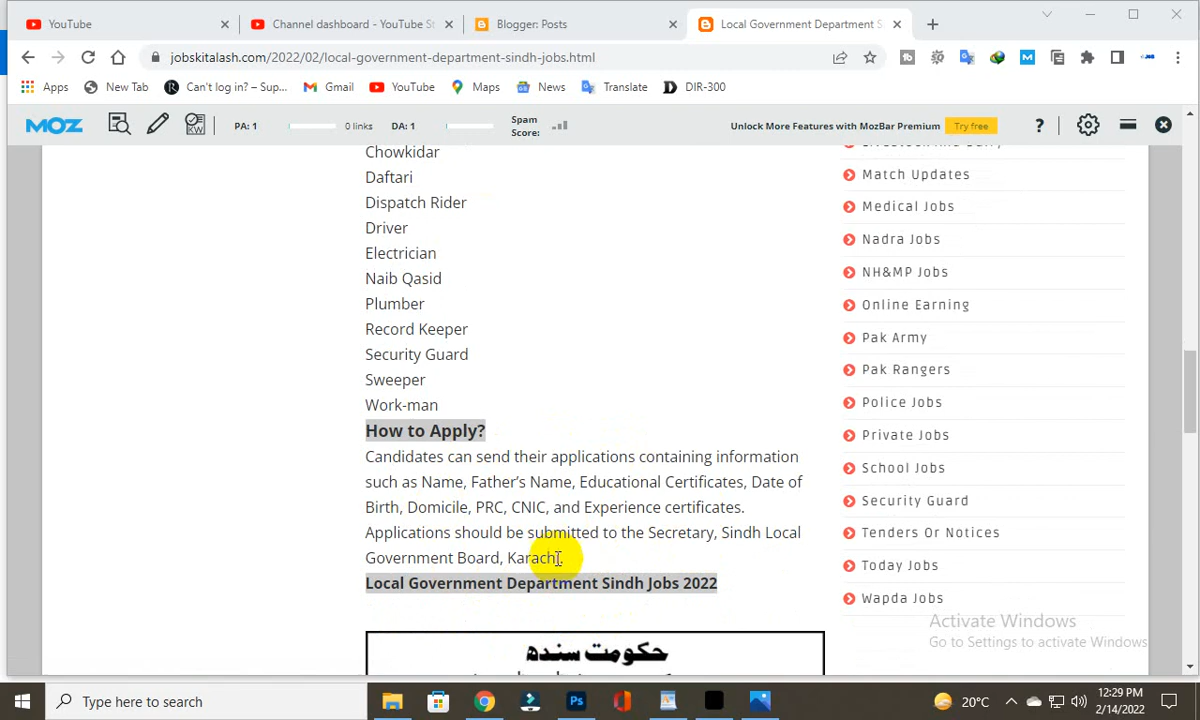 YouTube
Channel dashboard - YouTube St
Blogger: Posts
Local Government Department S
jobskitalash.com/2022/02/local-government-department-sindh-jobs.html
Apps
New Tab
Can't log in? – Sup...
Gmail
YouTube
Maps
News
Translate
DIR-300
MOZ
PA: 1
0 links
DA: 1
Spam
Score:
Unlock More Features with MozBar Premium
Try free
Chowkidar
Daftari
Dispatch Rider
Driver
Electrician
Naib Qasid
Plumber
Record Keeper
Security Guard
Sweeper
Work-man
How to Apply?
Candidates can send their applications containing information
such as Name, Father's Name, Educational Certificates, Date of
Birth, Domicile, PRC, CNIC, and Experience certificates.
Applications should be submitted to the Secretary, Sindh Local
Government Board, Karachi.
Local Government Department Sindh Jobs 2022
حکومت سندھ
Match Updates
Medical Jobs
Nadra Jobs
NH&MP Jobs
Online Earning
Pak Army
Pak Rangers
Police Jobs
Private Jobs
School Jobs
Security Guard
Tenders Or Notices
Today Jobs
Wapda Jobs
Activate Windows
Go to Settings to activate Windows
Type here to search
20°C
12:29 PM
2/14/2022